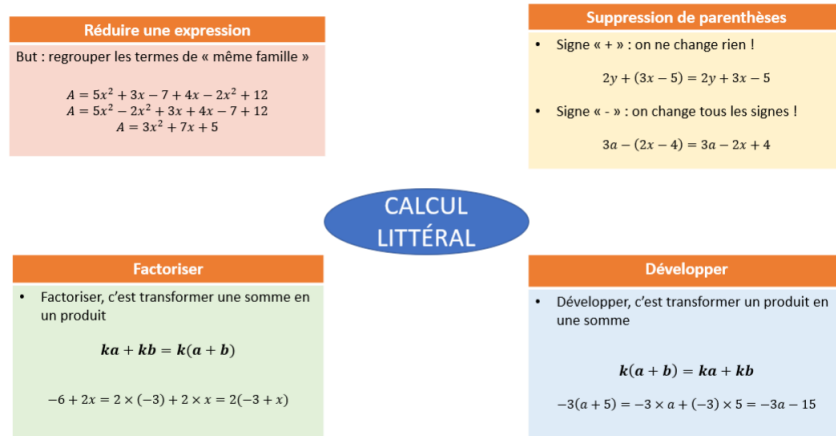 Réduire une expression
But : regrouper les termes de « même famille »
A = 5x² + 3x − 7 + 4x − 2x² + 12
A = 5x² − 2x² + 3x + 4x − 7 + 12
A = 3x² + 7x + 5
Suppression de parenthèses
• Signe « + » : on ne change rien !
2y + (3x − 5) = 2y + 3x − 5
• Signe « - » : on change tous les signes !
3a − (2x − 4) = 3a − 2x + 4
CALCUL
LITTÉRAL
Factoriser
• Factoriser, c’est transformer une somme en
un produit
ka + kb = k(a + b)
−6 + 2x = 2 × (−3) + 2 × x = 2(−3 + x)
Développer
• Développer, c’est transformer un produit en
une somme
k(a + b) = ka + kb
−3(a + 5) = −3 × a + (−3) × 5 = −3a − 15